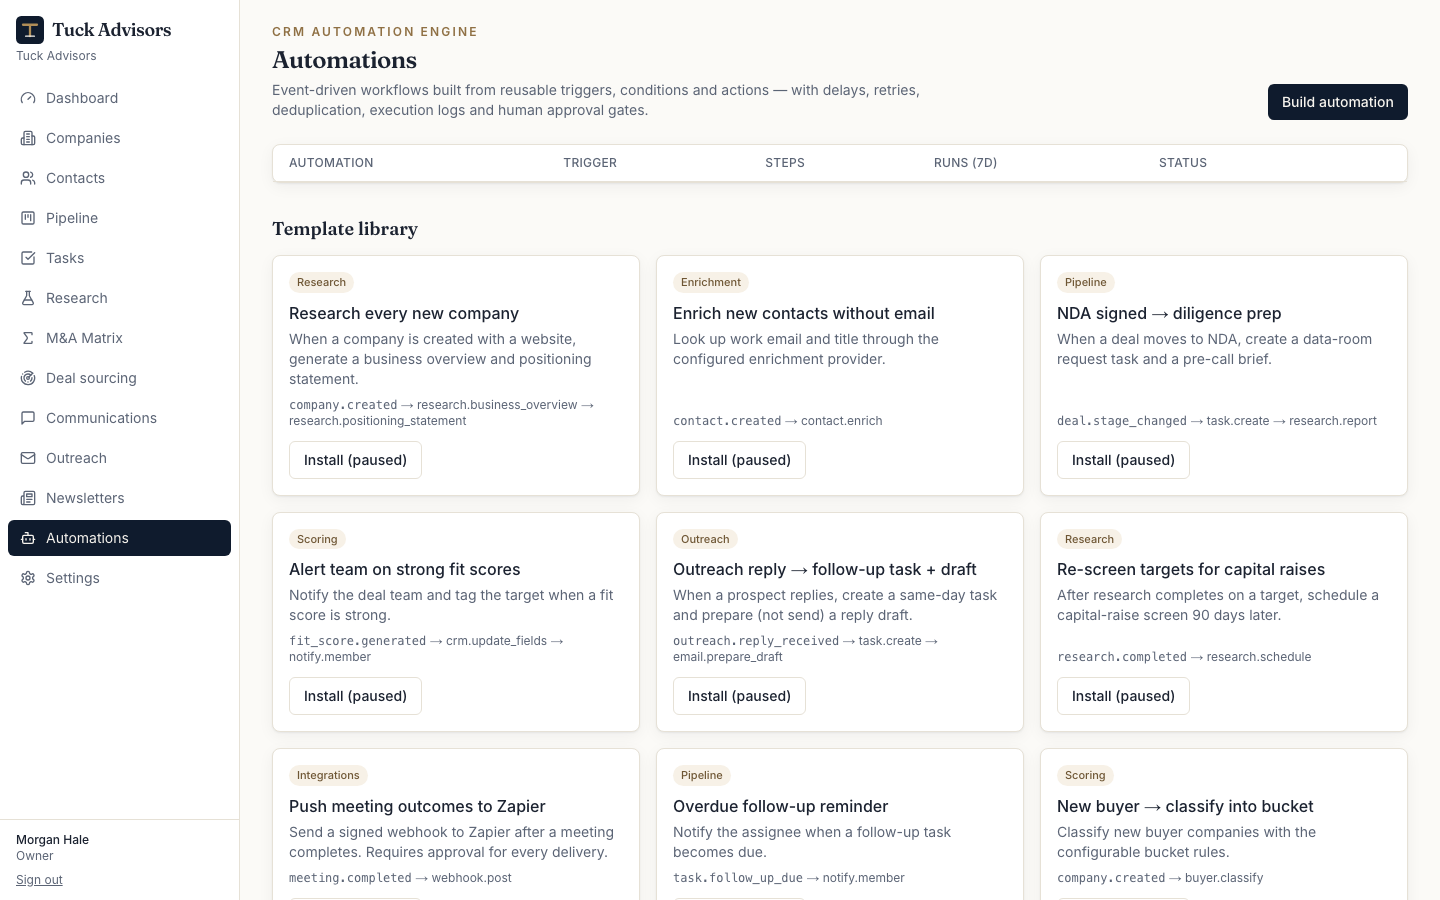 Tuck Advisors
Tuck Advisors
Dashboard
Companies
Contacts
Pipeline
Tasks
Research
M&A Matrix
Deal sourcing
Communications
Outreach
Newsletters
Automations
Settings
Morgan Hale
Owner
Sign out
CRM AUTOMATION ENGINE
Automations
Event-driven workflows built from reusable triggers, conditions and actions — with delays, retries,
deduplication, execution logs and human approval gates.
Build automation
AUTOMATION TRIGGER STEPS RUNS (7D) STATUS
Template library
Research
Research every new company
When a company is created with a website,
generate a business overview and positioning
statement.
company.created → research.business_overview →
research.positioning_statement
Install (paused)
Enrichment
Enrich new contacts without email
Look up work email and title through the
configured enrichment provider.
contact.created → contact.enrich
Install (paused)
Pipeline
NDA signed → diligence prep
When a deal moves to NDA, create a data-room
request task and a pre-call brief.
deal.stage_changed → task.create → research.report
Install (paused)
Scoring
Alert team on strong fit scores
Notify the deal team and tag the target when a fit
score is strong.
fit_score.generated → crm.update_fields →
notify.member
Install (paused)
Outreach
Outreach reply → follow-up task + draft
When a prospect replies, create a same-day task
and prepare (not send) a reply draft.
outreach.reply_received → task.create →
email.prepare_draft
Install (paused)
Research
Re-screen targets for capital raises
After research completes on a target, schedule a
capital-raise screen 90 days later.
research.completed → research.schedule
Install (paused)
Integrations
Push meeting outcomes to Zapier
Send a signed webhook to Zapier after a meeting
completes. Requires approval for every delivery.
meeting.completed → webhook.post
Pipeline
Overdue follow-up reminder
Notify the assignee when a follow-up task
becomes due.
task.follow_up_due → notify.member
Scoring
New buyer → classify into bucket
Classify new buyer companies with the
configurable bucket rules.
company.created → buyer.classify